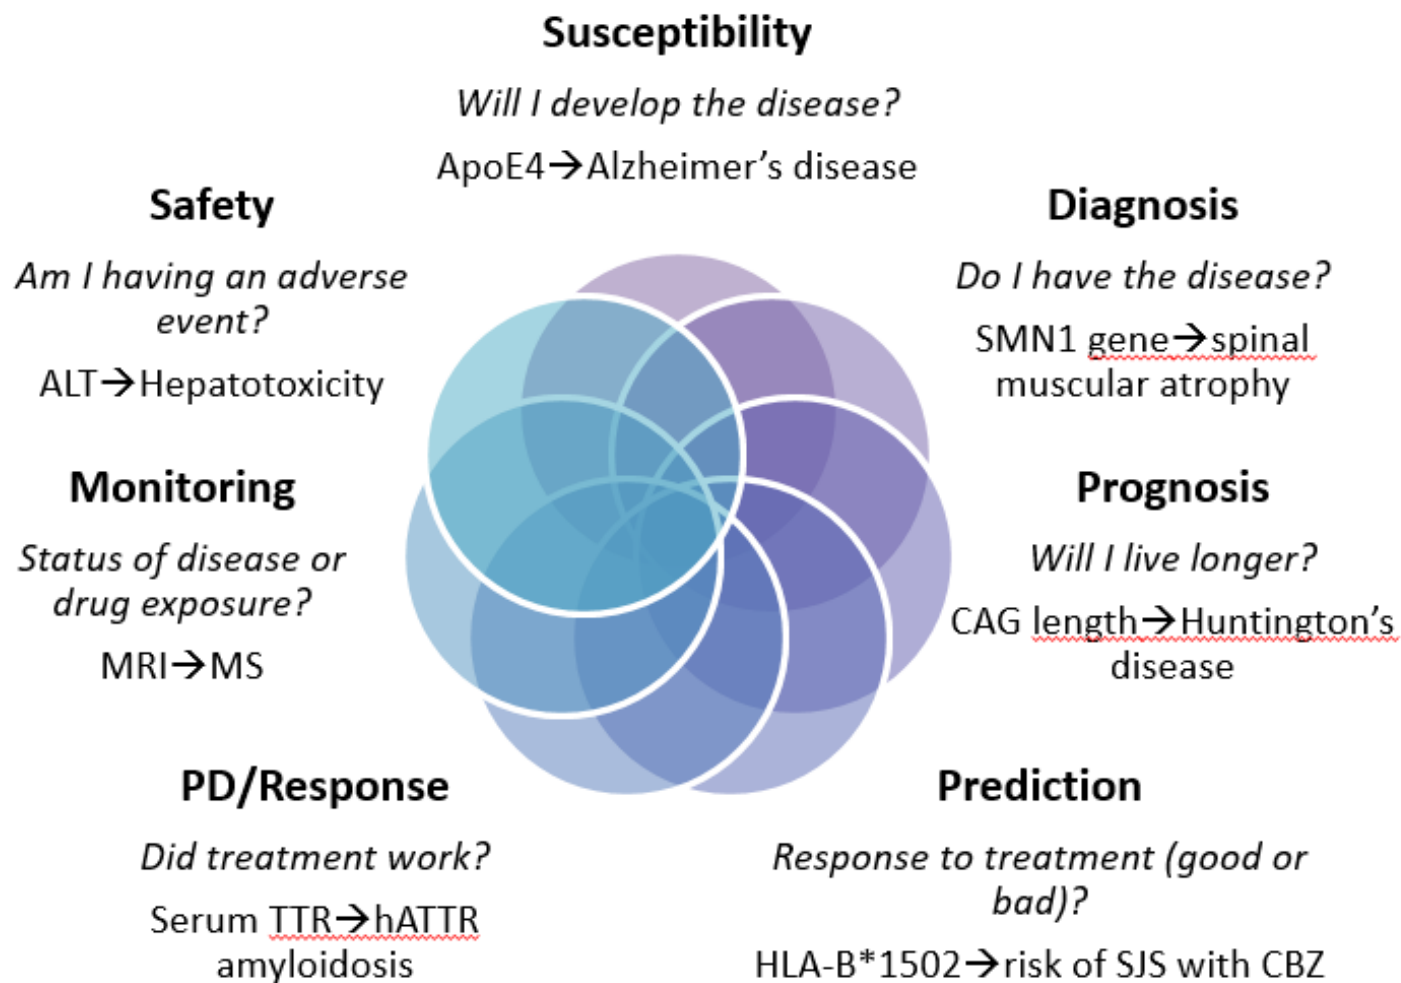 Susceptibility
Will I develop the disease?
ApoE4→Alzheimer’s disease
Safety
Am I having an adverse
event?
ALT→Hepatotoxicity
Diagnosis
Do I have the disease?
SMN1 gene→spinal
muscular atrophy
Monitoring
Status of disease or
drug exposure?
MRI→MS
Prognosis
Will I live longer?
CAG length→Huntington’s
disease
PD/Response
Did treatment work?
Serum TTR→hATTR
amyloidosis
Prediction
Response to treatment (good or
bad)?
HLA-B*1502→risk of SJS with CBZ